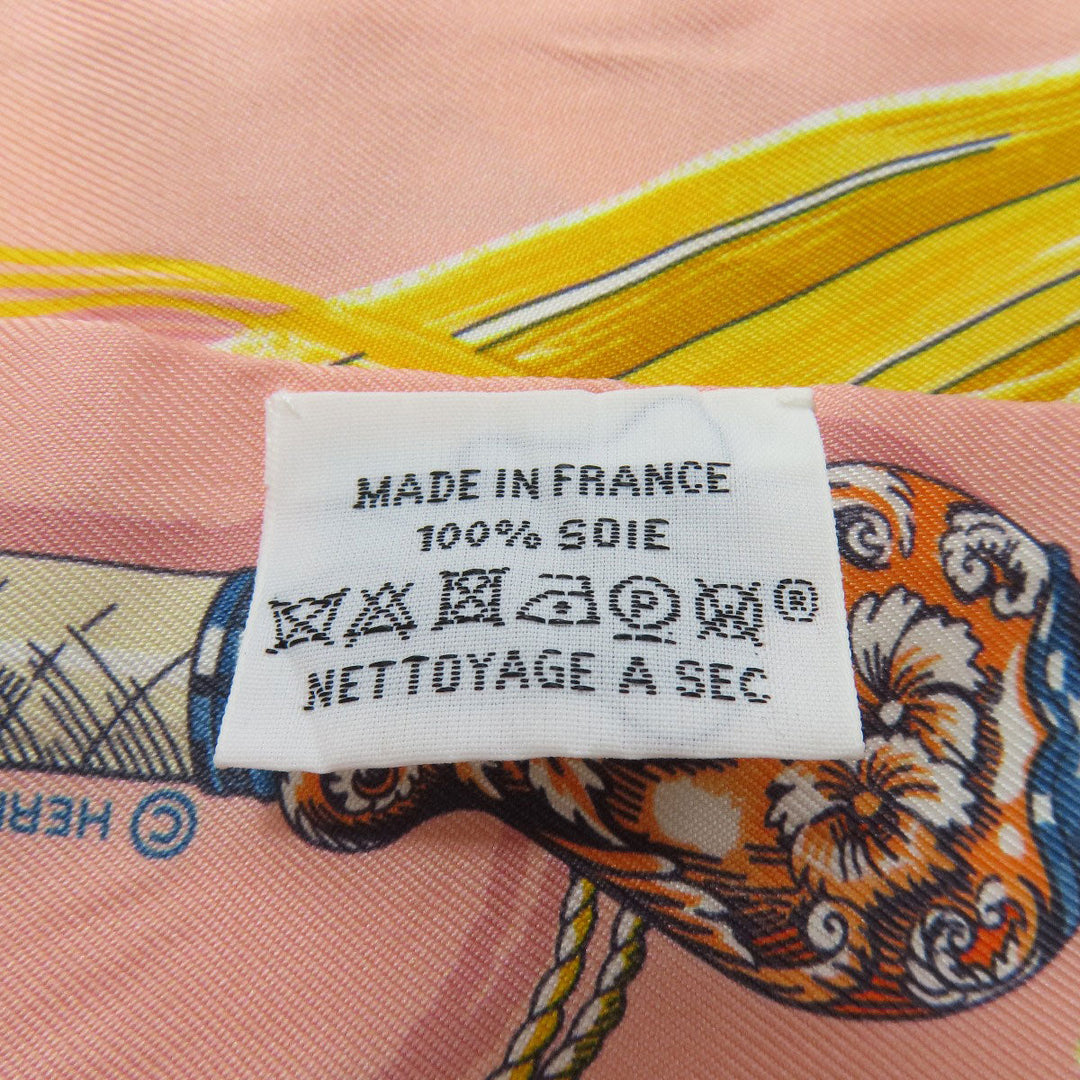 MADE IN FRANCE
100% SOIE
P ®
NETTOYAGE A SEC
© HER